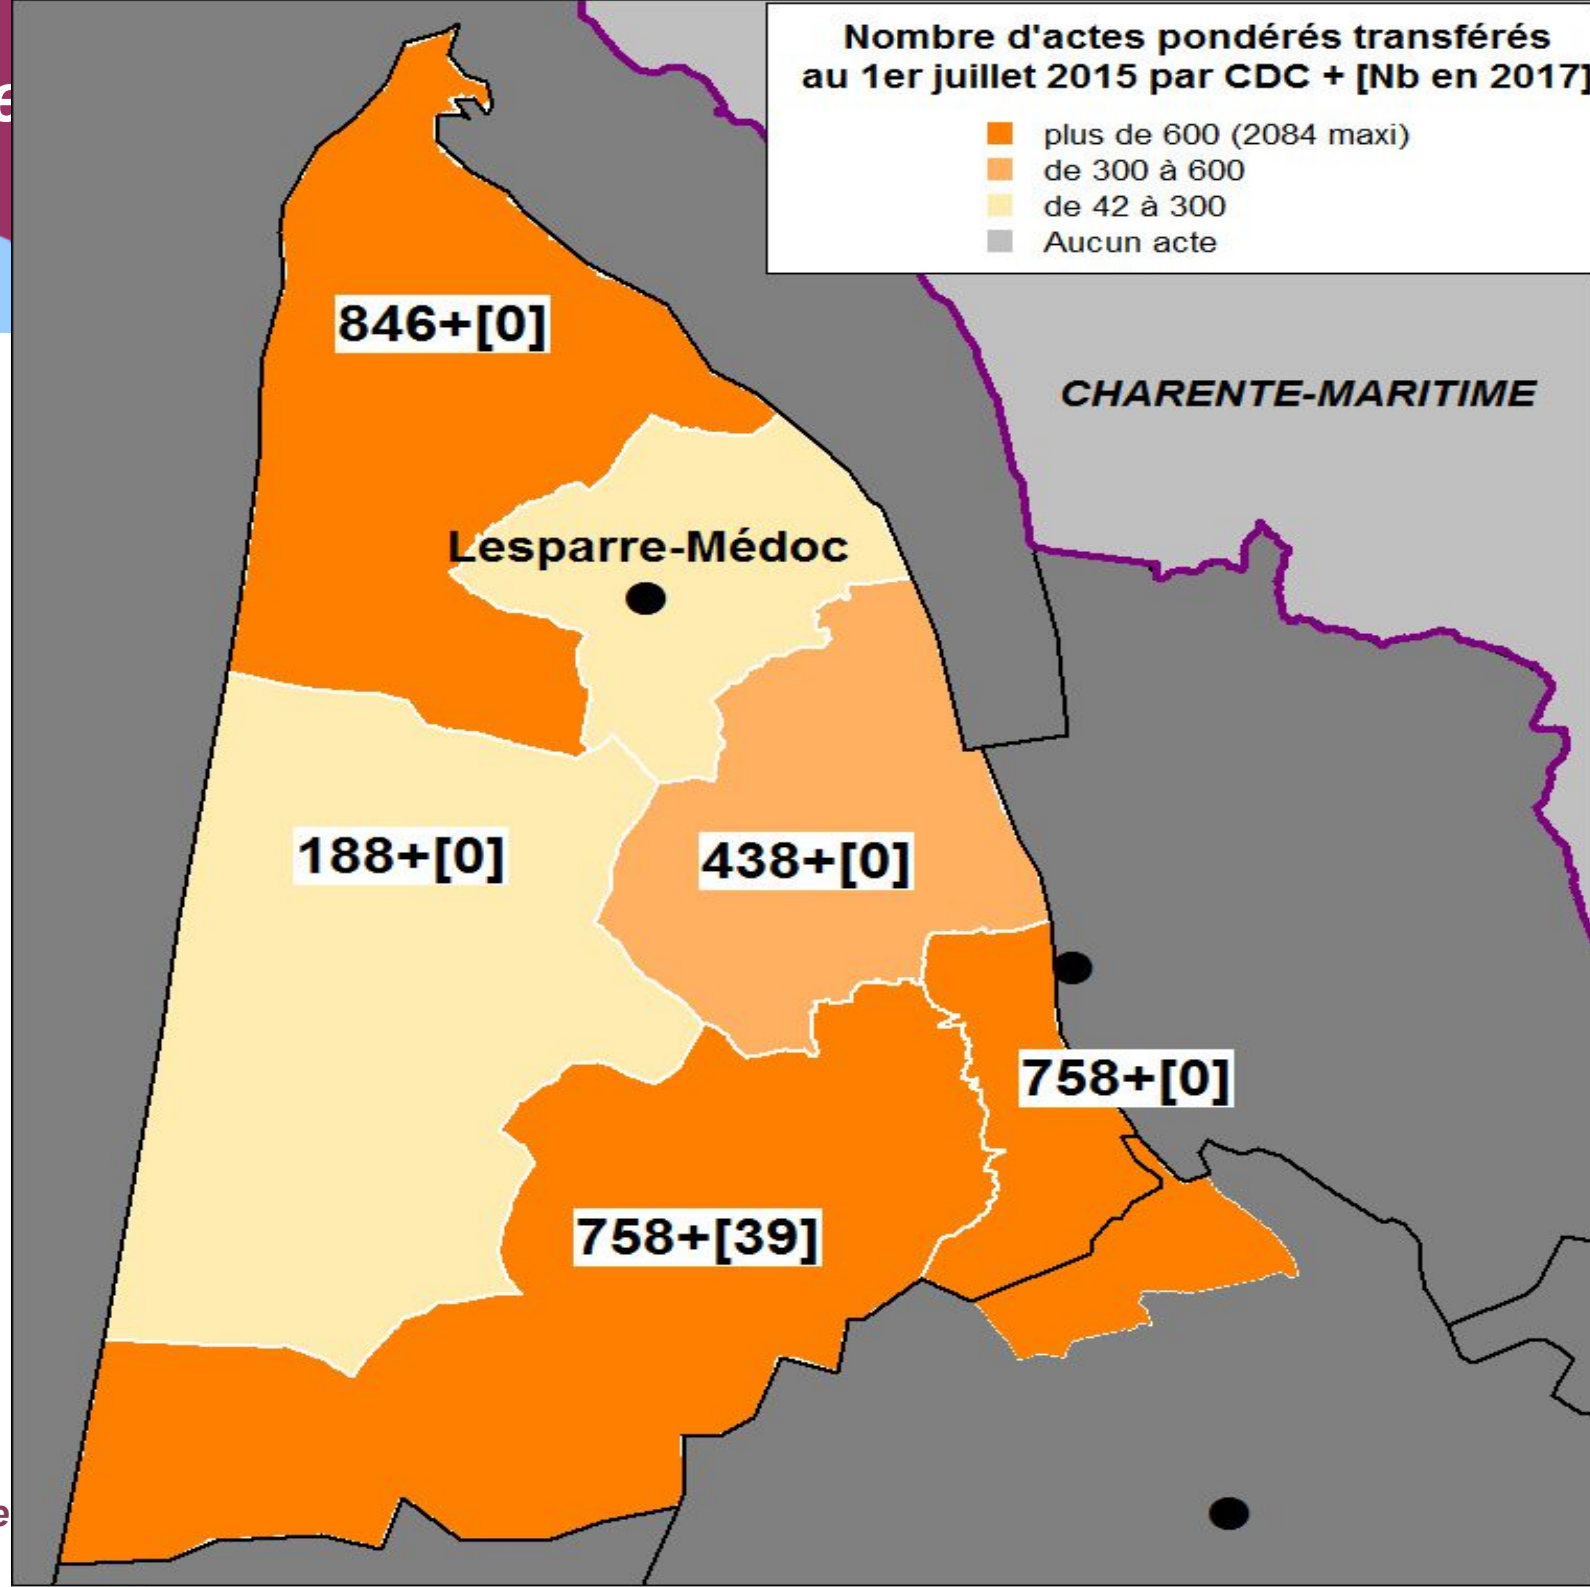 Nombre d'actes pondérés transférés
au 1er juillet 2015 par CDC + [Nb en 2017]
plus de 600 (2084 maxi)
de 300 à 600
de 42 à 300
Aucun acte
846+[0]
CHARENTE-MARITIME
Lesparre-Médoc
188+[0]
438+[0]
758+[0]
758+[39]